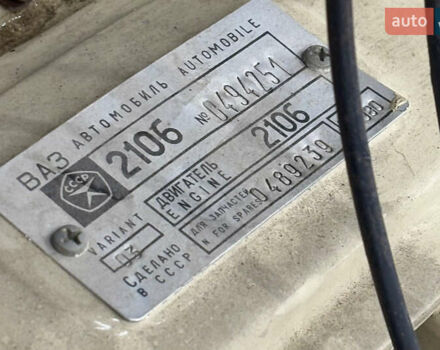 auto
ВАЗ АВТОМОБИЛЬ AUTOMOBILE
СССР
2106 № 0494251
ДВИГАТЕЛЬ
ENGINE
2106
VARIANT
03
ДЛЯ ЗАПЧАСТЕЙ
N. FOR SPARES
0489239
СДЕЛАНО
В СССР